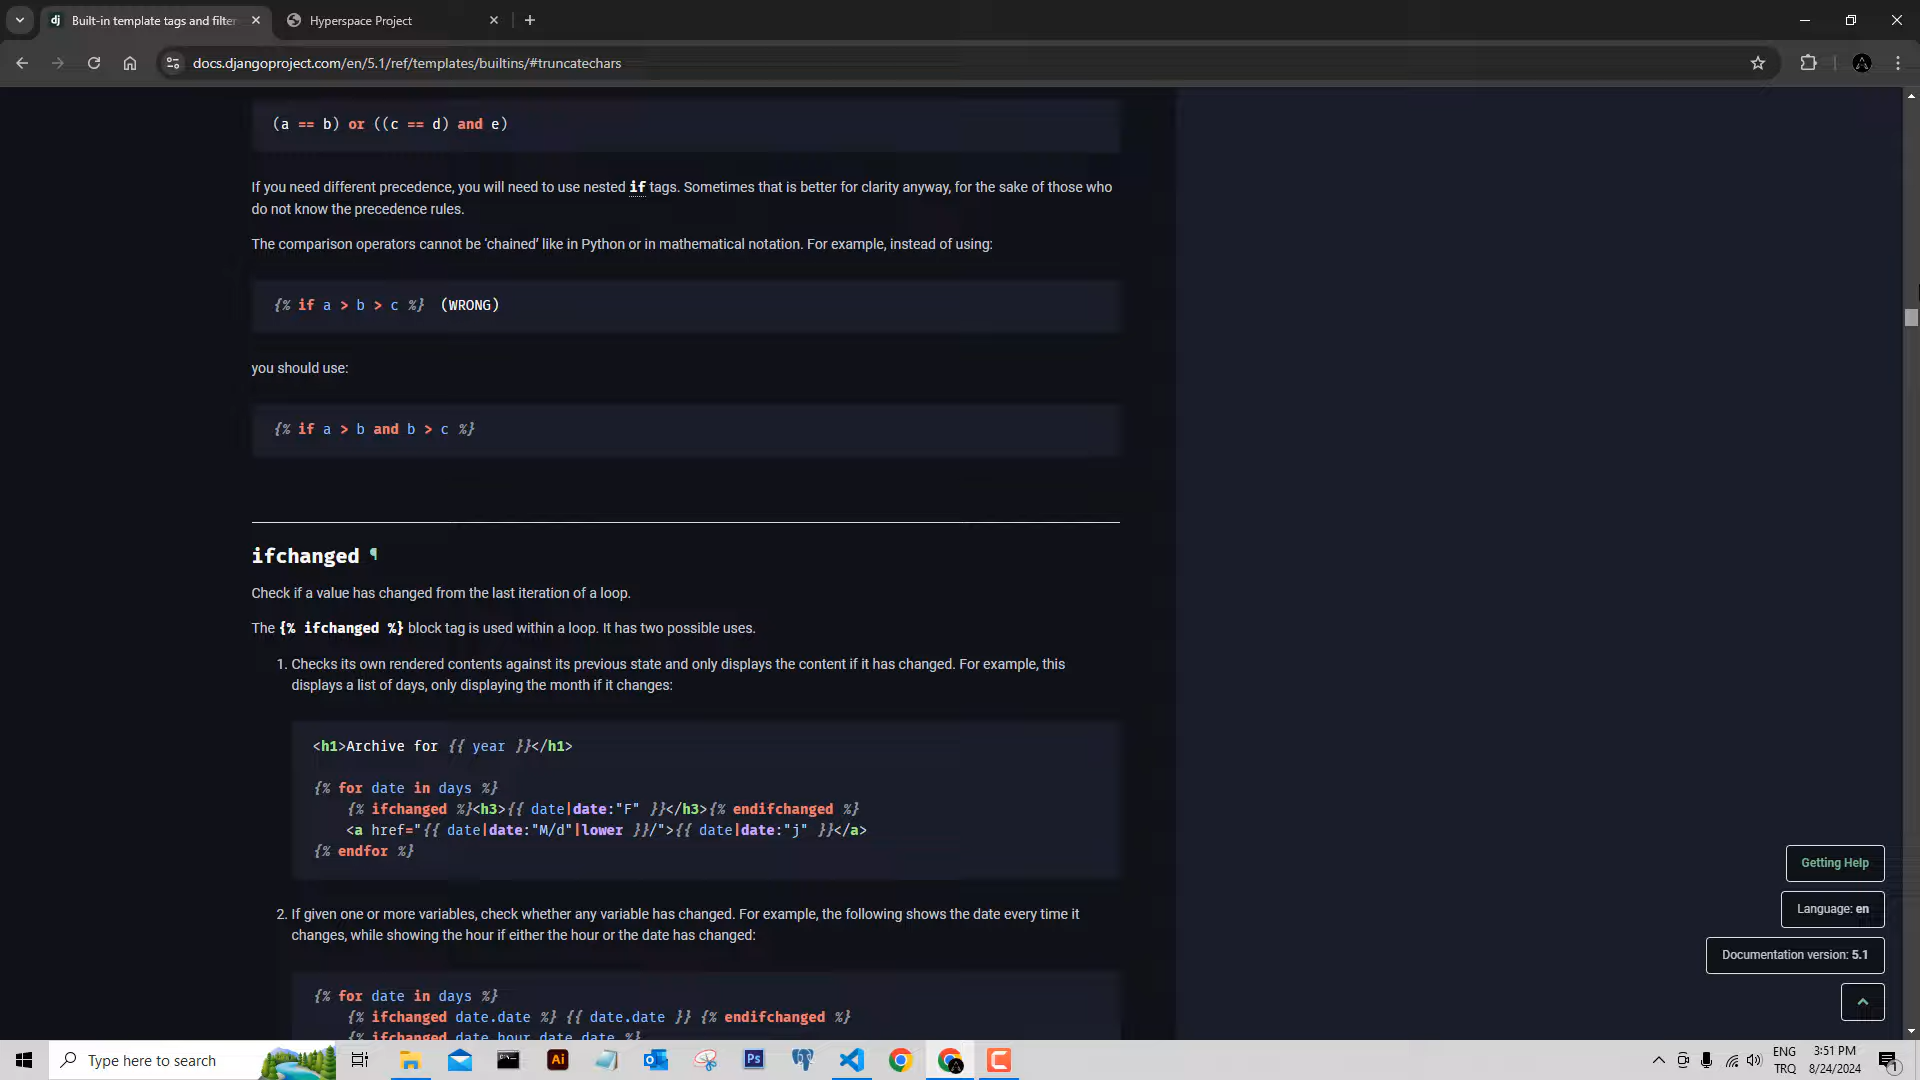 Built-in template tags and filter
Hyperspace Project
docs.djangoproject.com/en/5.1/ref/templates/builtins/#truncatechars
(a == b) or ((c == d) and e)
If you need different precedence, you will need to use nested if tags. Sometimes that is better for clarity anyway, for the sake of those who
do not know the precedence rules.
The comparison operators cannot be ‘chained’ like in Python or in mathematical notation. For example, instead of using:
{% if a > b > c %}  (WRONG)
you should use:
{% if a > b and b > c %}
ifchanged ¶
Check if a value has changed from the last iteration of a loop.
The {% ifchanged %} block tag is used within a loop. It has two possible uses.
1. Checks its own rendered contents against its previous state and only displays the content if it has changed. For example, this
displays a list of days, only displaying the month if it changes:
<h1>Archive for {{ year }}</h1>
{% for date in days %}
{% ifchanged %}<h3>{{ date|date:"F" }}</h3>{% endifchanged %}
<a href="{{ date|date:"M/d"|lower }}/">{{ date|date:"j" }}</a>
{% endfor %}
2. If given one or more variables, check whether any variable has changed. For example, the following shows the date every time it
changes, while showing the hour if either the hour or the date has changed:
{% for date in days %}
{% ifchanged date.date %} {{ date.date }} {% endifchanged %}
{% ifchanged date.hour date.date %}
Getting Help
Language: en
Documentation version: 5.1
Type here to search
Ai
Ps
ENG
TRQ
3:51 PM
8/24/2024
1